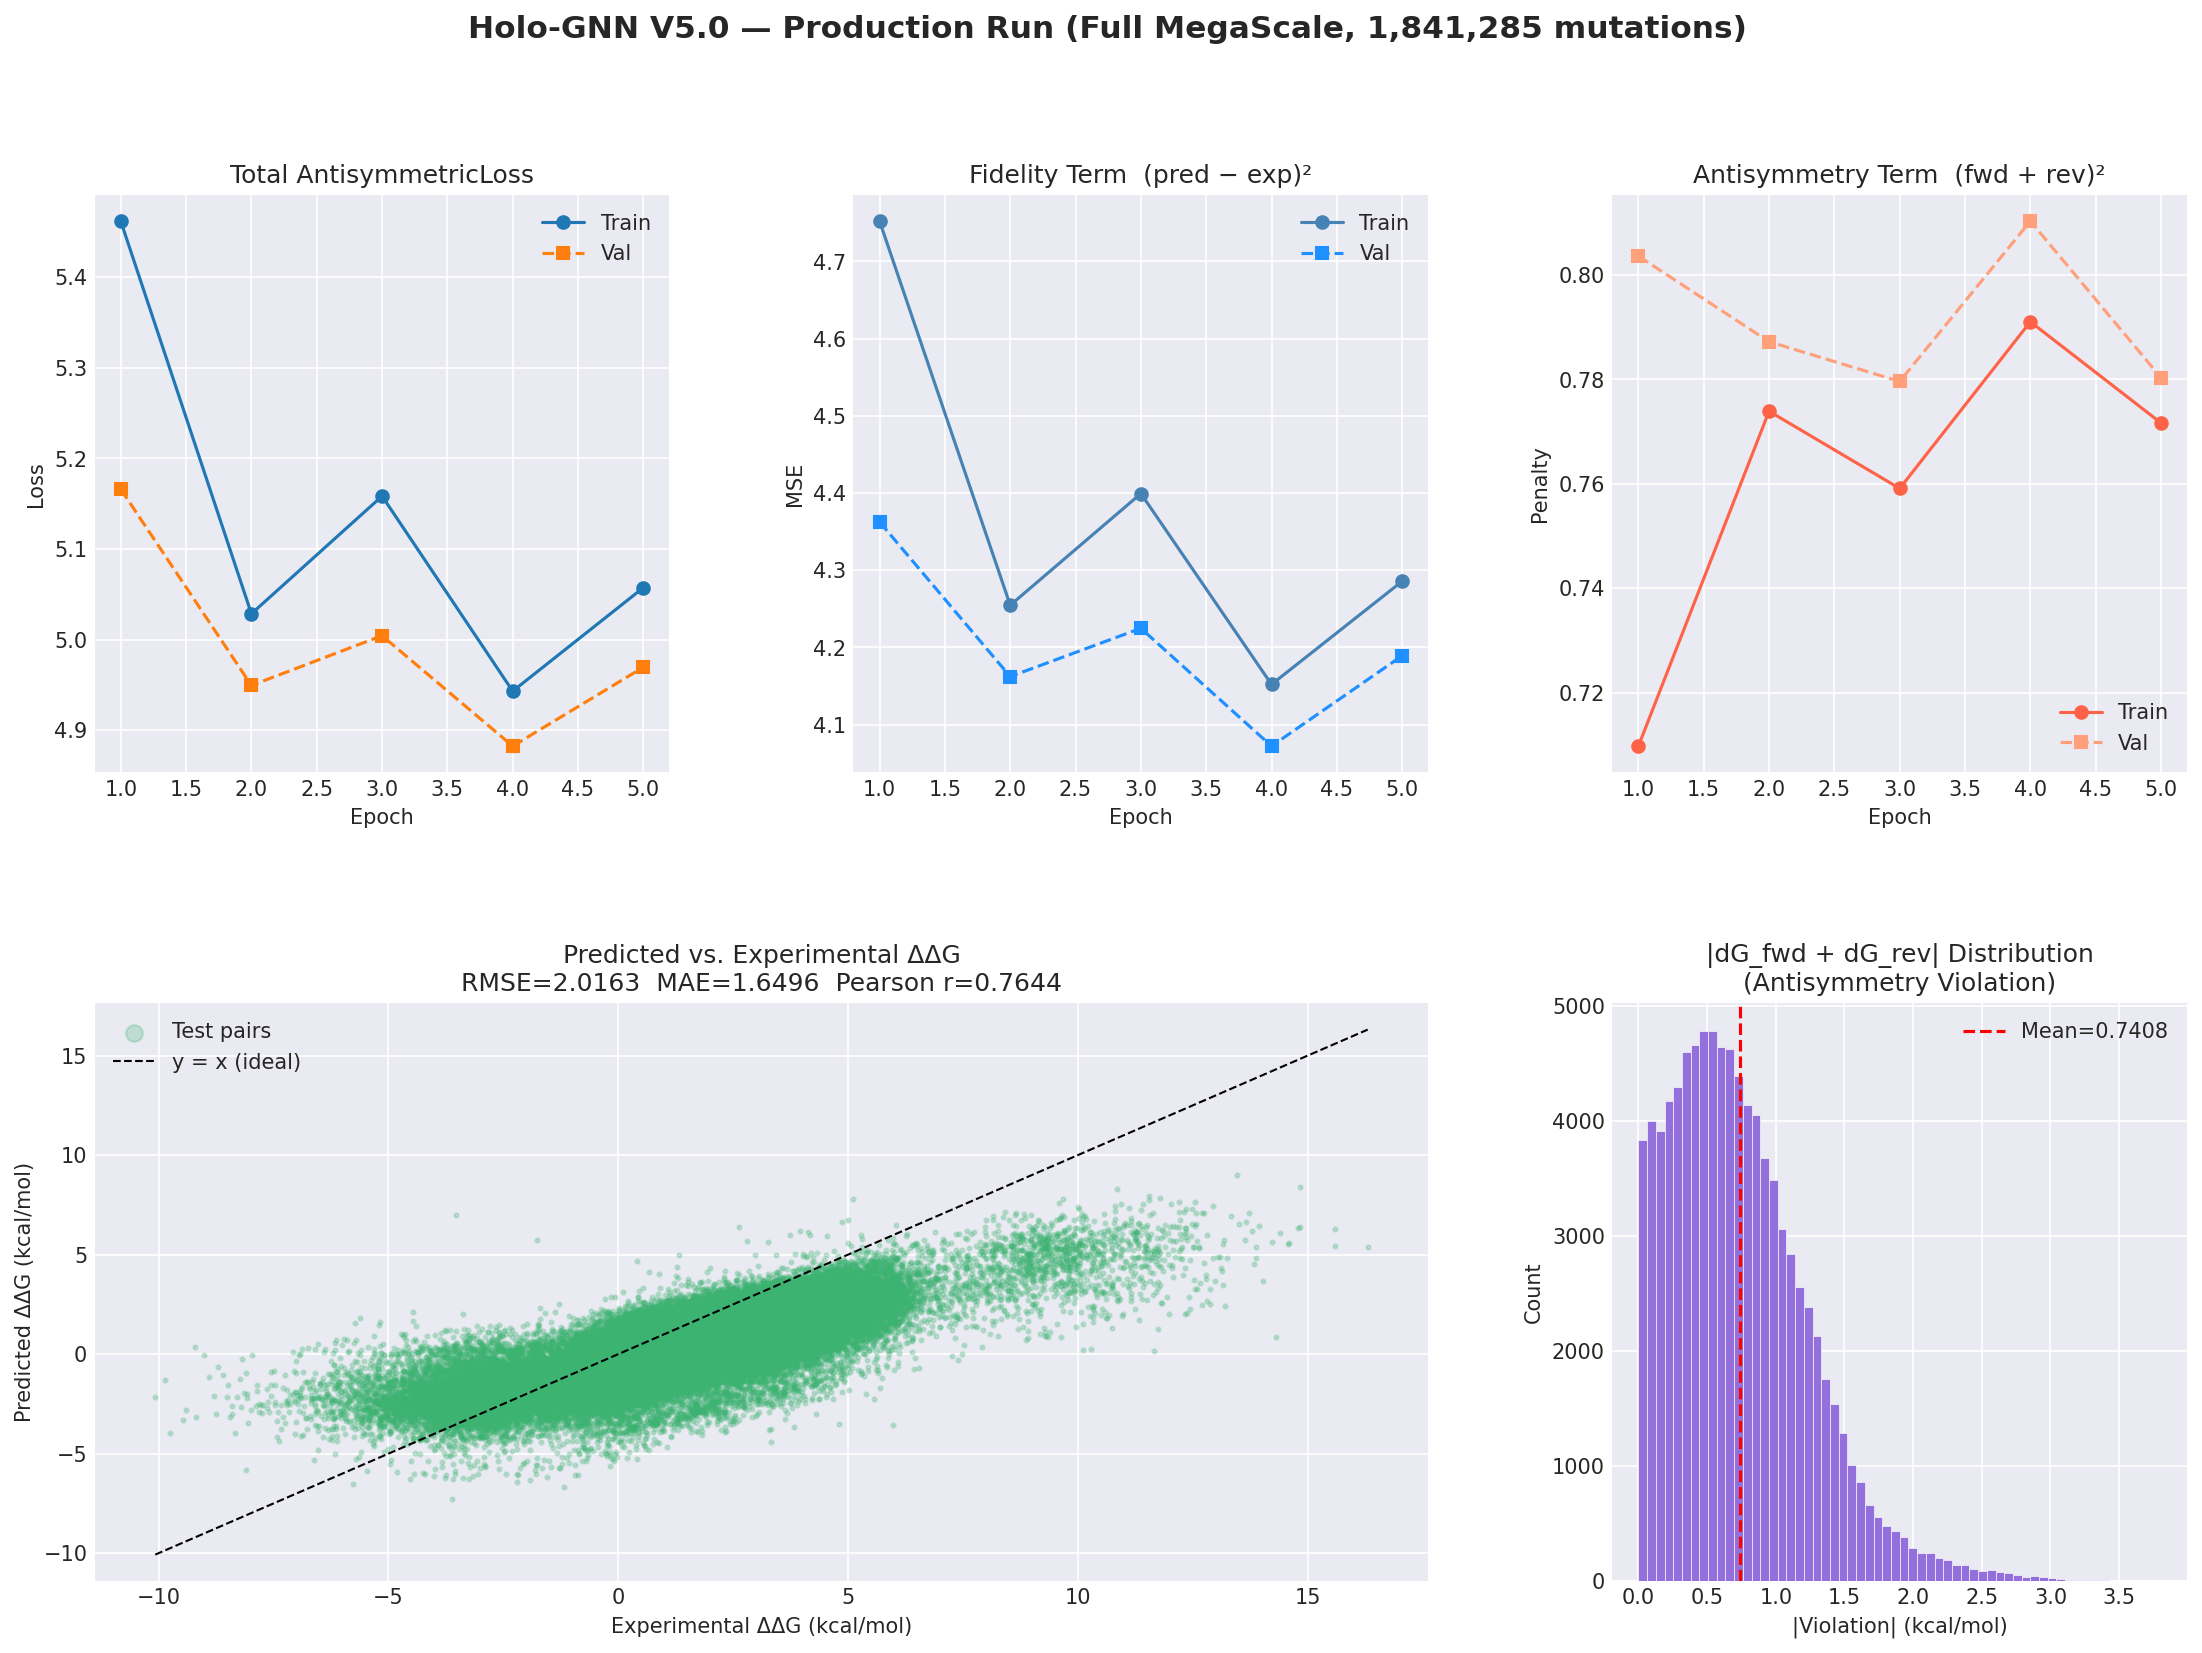 Holo-GNN V5.0 — Production Run (Full MegaScale, 1,841,285 mutations)
Total AntisymmetricLoss
Train
Val
5.4
5.3
5.2
5.1
5.0
4.9
Loss
1.0 1.5 2.0 2.5 3.0 3.5 4.0 4.5 5.0
Epoch
Fidelity Term (pred − exp)²
Train
Val
4.7
4.6
4.5
4.4
4.3
4.2
4.1
MSE
1.0 1.5 2.0 2.5 3.0 3.5 4.0 4.5 5.0
Epoch
Antisymmetry Term (fwd + rev)²
0.80
0.78
0.76
0.74
0.72
Penalty
Train
Val
1.0 1.5 2.0 2.5 3.0 3.5 4.0 4.5 5.0
Epoch
Predicted vs. Experimental ΔΔG
RMSE=2.0163 MAE=1.6496 Pearson r=0.7644
Test pairs
y = x (ideal)
15
10
5
0
−5
−10
Predicted ΔΔG (kcal/mol)
−10 −5 0 5 10 15
Experimental ΔΔG (kcal/mol)
|dG_fwd + dG_rev| Distribution
(Antisymmetry Violation)
Mean=0.7408
5000
4000
3000
2000
1000
0
Count
0.0 0.5 1.0 1.5 2.0 2.5 3.0 3.5
|Violation| (kcal/mol)